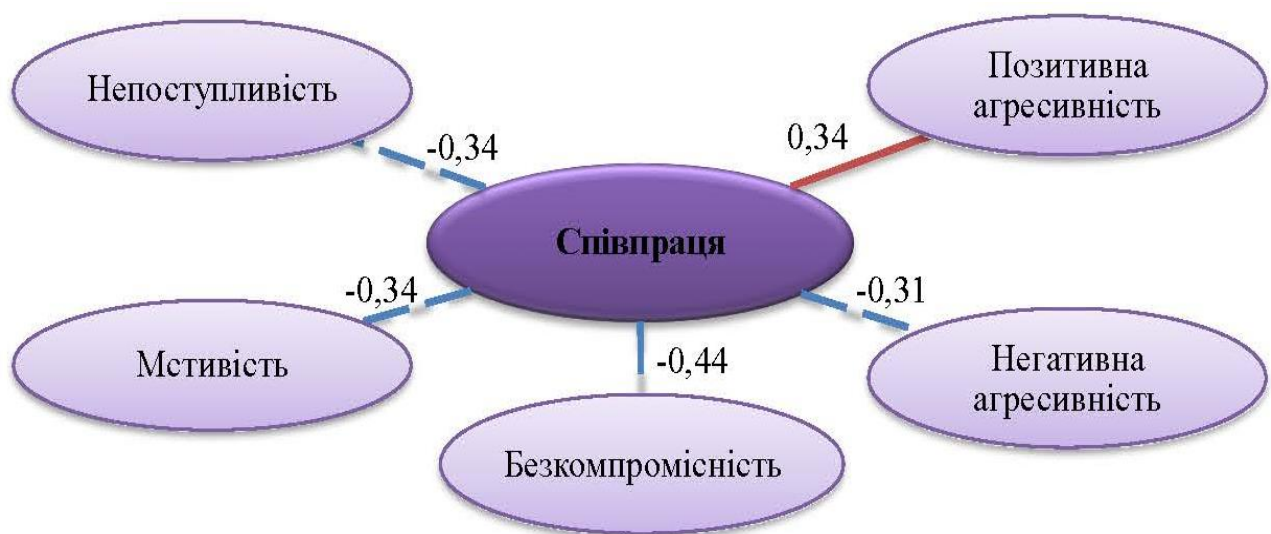 Непоступливість
Позитивна
агресивність
-0,34
0,34
Співпраця
-0,34
-0,31
Мстивість
-0,44
Негативна
агресивність
Безкомпромісність